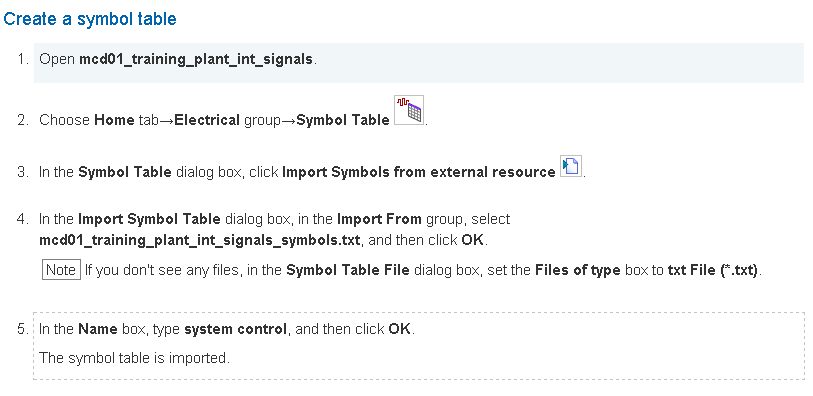 Create a symbol table
1. Open mcd01_training_plant_int_signals.
2. Choose Home tab→Electrical group→Symbol Table .
3. In the Symbol Table dialog box, click Import Symbols from external resource .
4. In the Import Symbol Table dialog box, in the Import From group, select
mcd01_training_plant_int_signals_symbols.txt, and then click OK.
Note If you don't see any files, in the Symbol Table File dialog box, set the Files of type box to txt File (*.txt).
5. In the Name box, type system control, and then click OK.
The symbol table is imported.